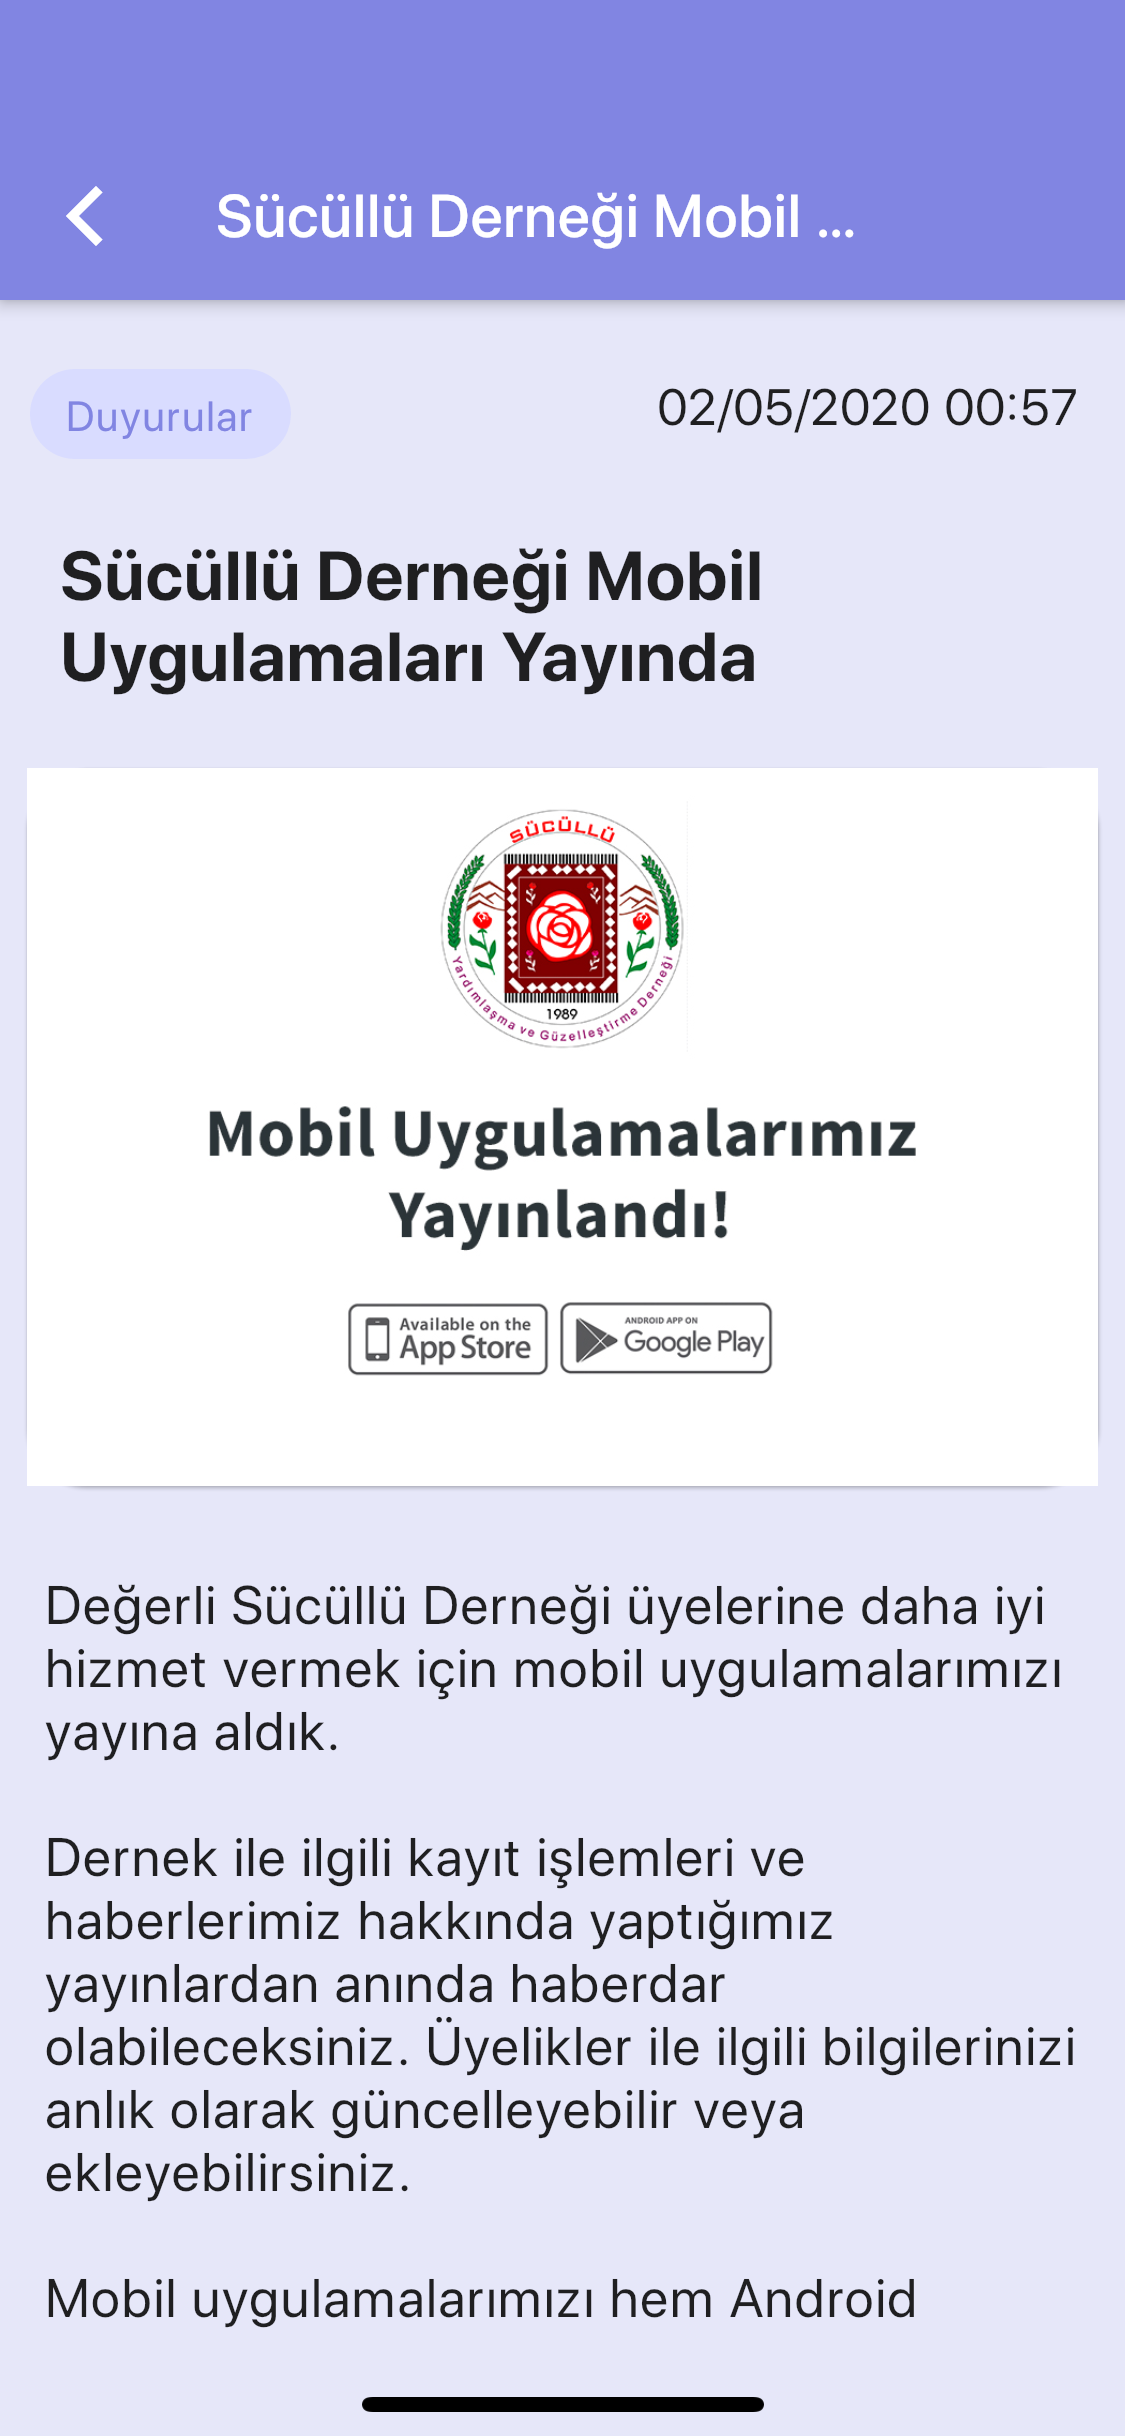 Sücüllü Derneği Mobil ...
Duyurular
02/05/2020 00:57
Sücüllü Derneği Mobil
Uygulamaları Yayında
SÜCÜLLÜ
1989
Yardımlaşma ve Güzelleştirme Derneği
Mobil Uygulamalarımız
Yayınlandı!
Available on the
App Store
ANDROID APP ON
Google Play
Değerli Sücüllü Derneği üyelerine daha iyi
hizmet vermek için mobil uygulamalarımızı
yayına aldık.
Dernek ile ilgili kayıt işlemleri ve
haberlerimiz hakkında yaptığımız
yayınlardan anında haberdar
olabileceksiniz. Üyelikler ile ilgili bilgilerinizi
anlık olarak güncelleyebilir veya
ekleyebilirsiniz.
Mobil uygulamalarımızı hem Android